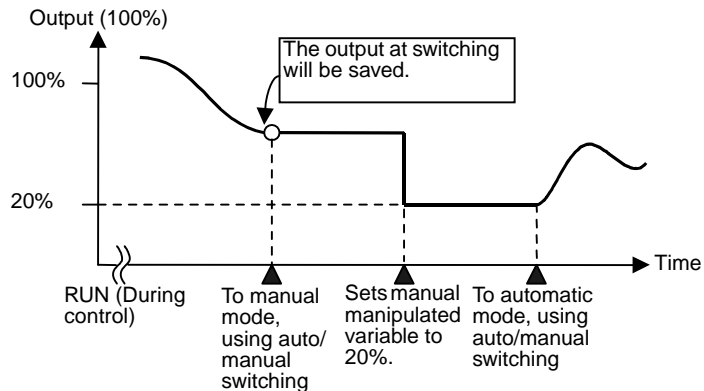 Output (100%)
The output at switching
will be saved.
100%
20%
Time
RUN (During
control)
To manual
mode,
using auto/
manual
switching
Sets manual
manipulated
variable to
20%.
To automatic
mode, using
auto/manual
switching